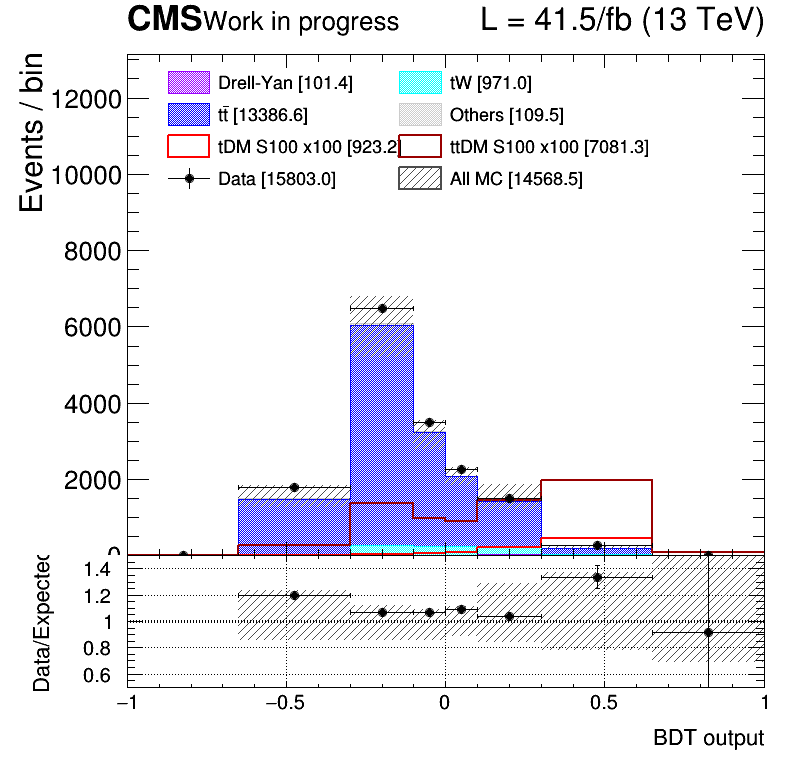 CMS Work in progress L = 41.5/fb (13 TeV)
Events / bin
12000
10000
8000
6000
4000
2000
0
Drell-Yan [101.4] tW [971.0]
tt̄ [13386.6] Others [109.5]
tDM S100 x100 [923.2] ttDM S100 x100 [7081.3]
Data [15803.0] All MC [14568.5]
Data/Expected
1.4
1.2
1
0.8
0.6
−1 −0.5 0 0.5 1
BDT output